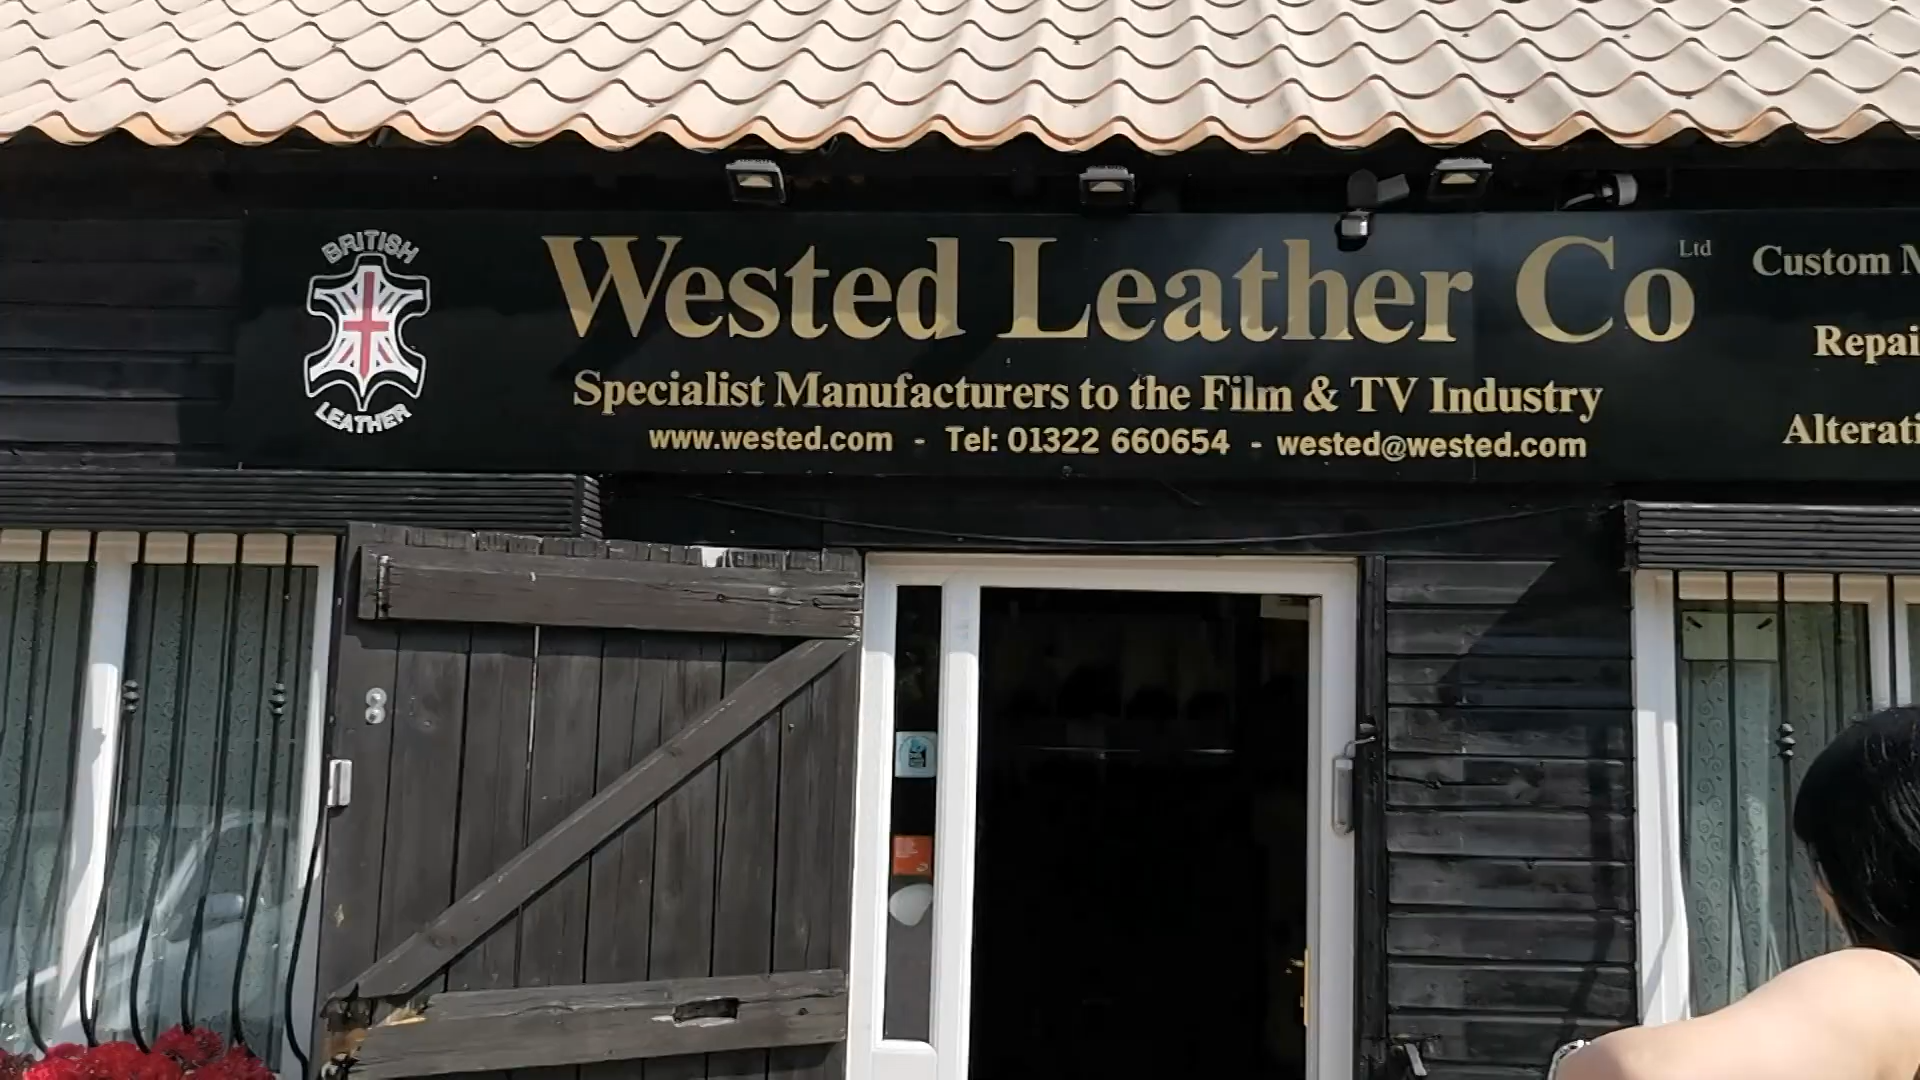 BRITISH
LEATHER
Wested Leather Co Ltd
Specialist Manufacturers to the Film & TV Industry
www.wested.com - Tel: 01322 660654 - wested@wested.com
Custom